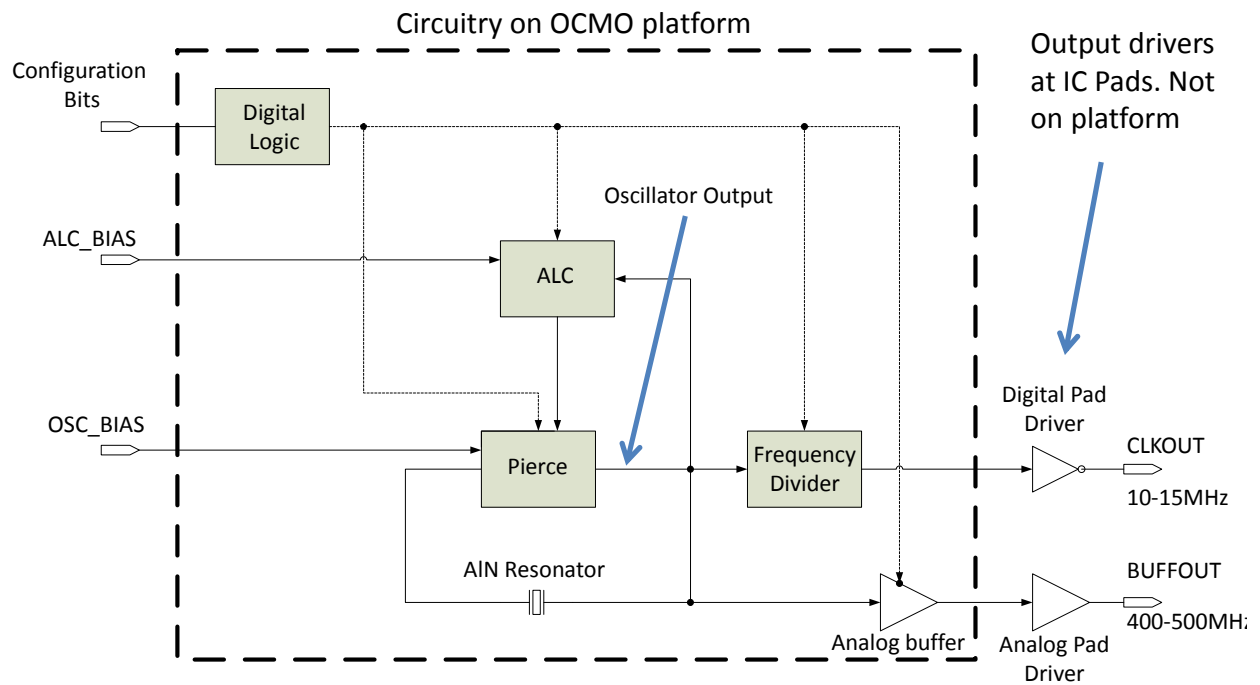 Circuitry on OCMO platform
Output drivers
at IC Pads. Not
on platform
Configuration
Bits
Digital
Logic
Oscillator Output
ALC_BIAS
ALC
OSC_BIAS
Pierce
Frequency
Divider
Digital Pad
Driver
CLKOUT
10-15MHz
AlN Resonator
Analog buffer
Analog Pad
Driver
BUFFOUT
400-500MHz